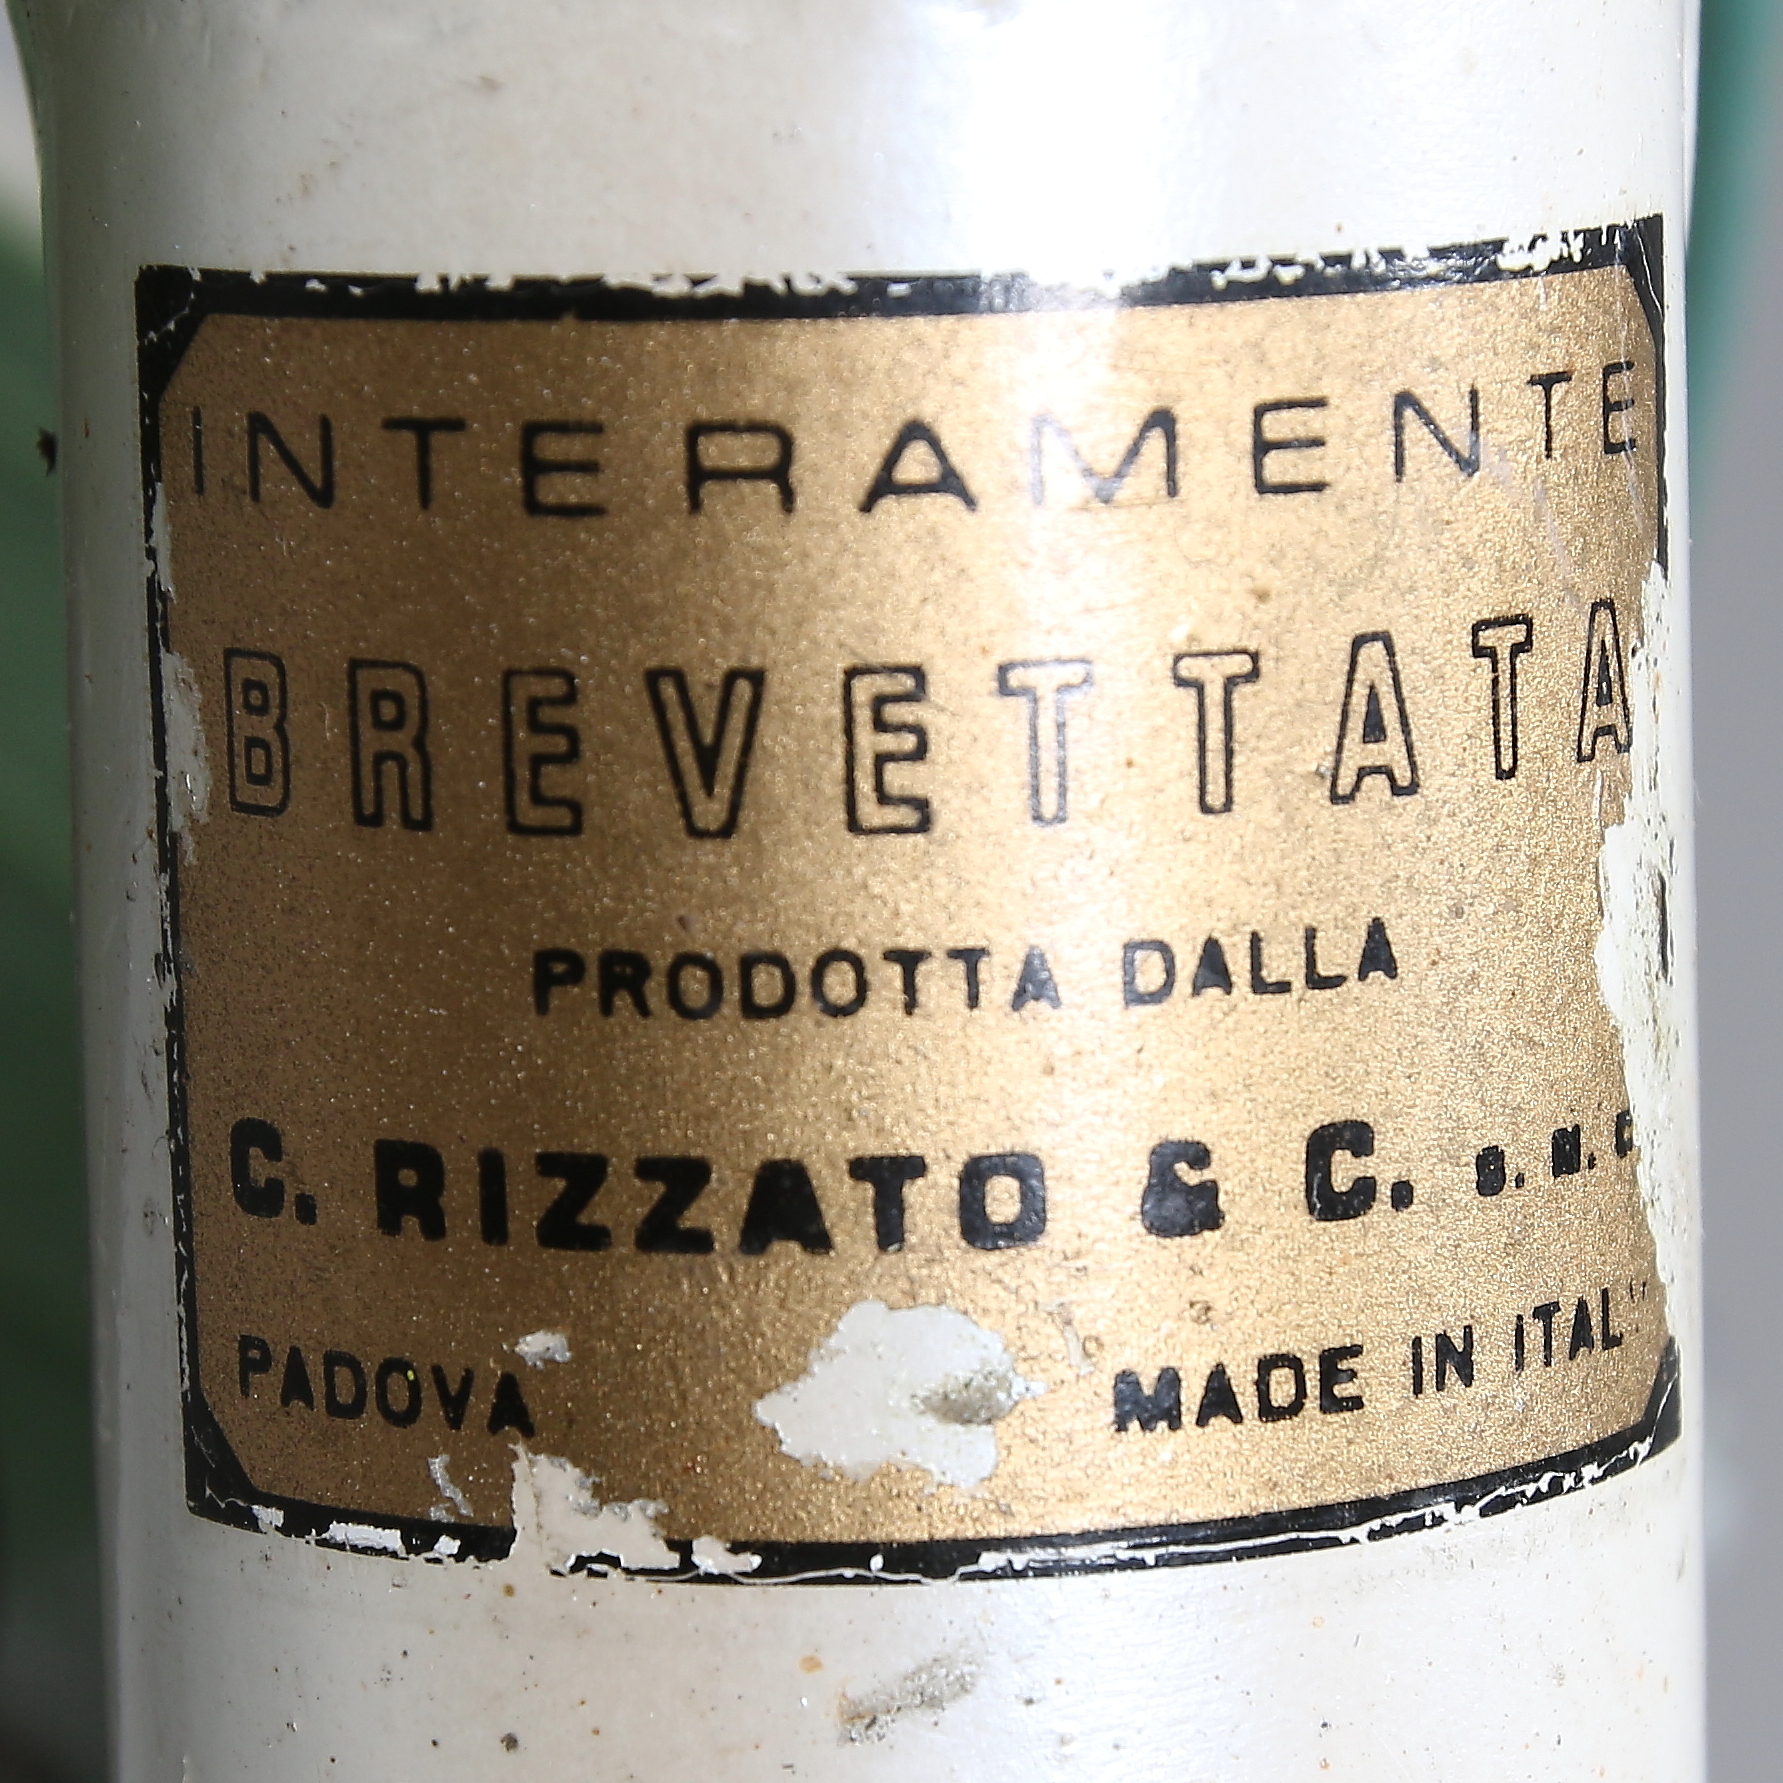 INTERAMENTE
BREVETTATA
PRODOTTA DALLA
C. RIZZATO & C. S.N.C
PADOVA MADE IN ITAL